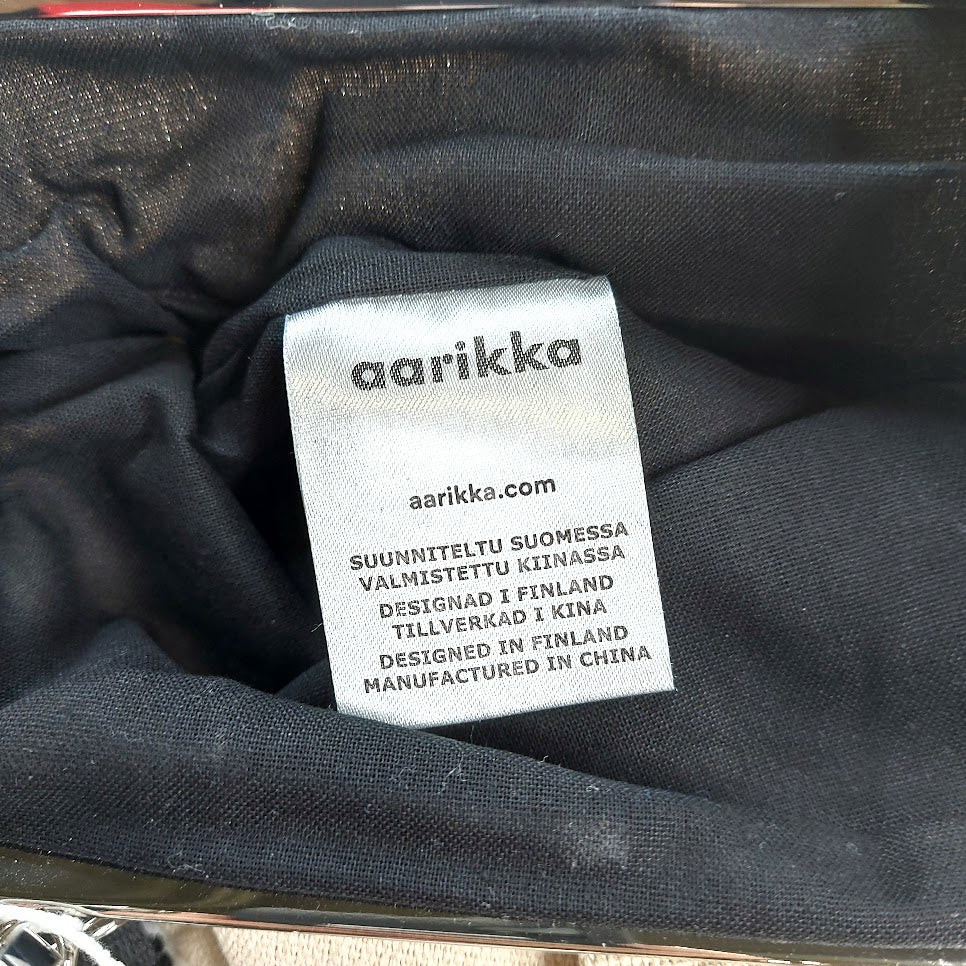 aarikka
aarikka.com
SUUNNITELTU SUOMESSA
VALMISTETTU KIINASSA
DESIGNAD I FINLAND
TILLVERKAD I KINA
DESIGNED IN FINLAND
MANUFACTURED IN CHINA